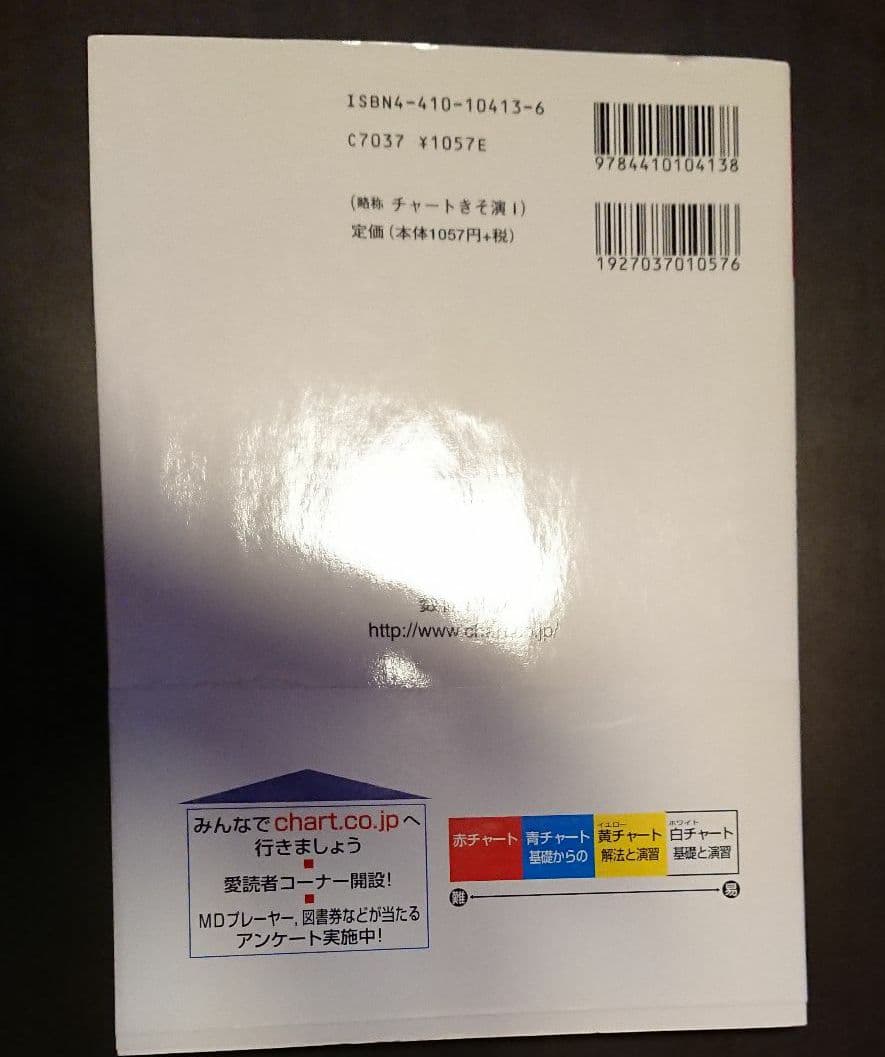 ISBN4-410-10413-6
C7037 ¥1057E
9784410104138
(略称 チャートきそ演Ⅰ)
定価(本体1057円+税)
1927037010576
数
http://www.chart.co.jp/
みんなでchart.co.jpへ
行きましょう
愛読者コーナー開設!
MDプレーヤー,図書券などが当たる
アンケート実施中!
赤チャート
青チャート
基礎からの
イエロー
黄チャート
解法と演習
ホワイト
白チャート
基礎と演習
難
易